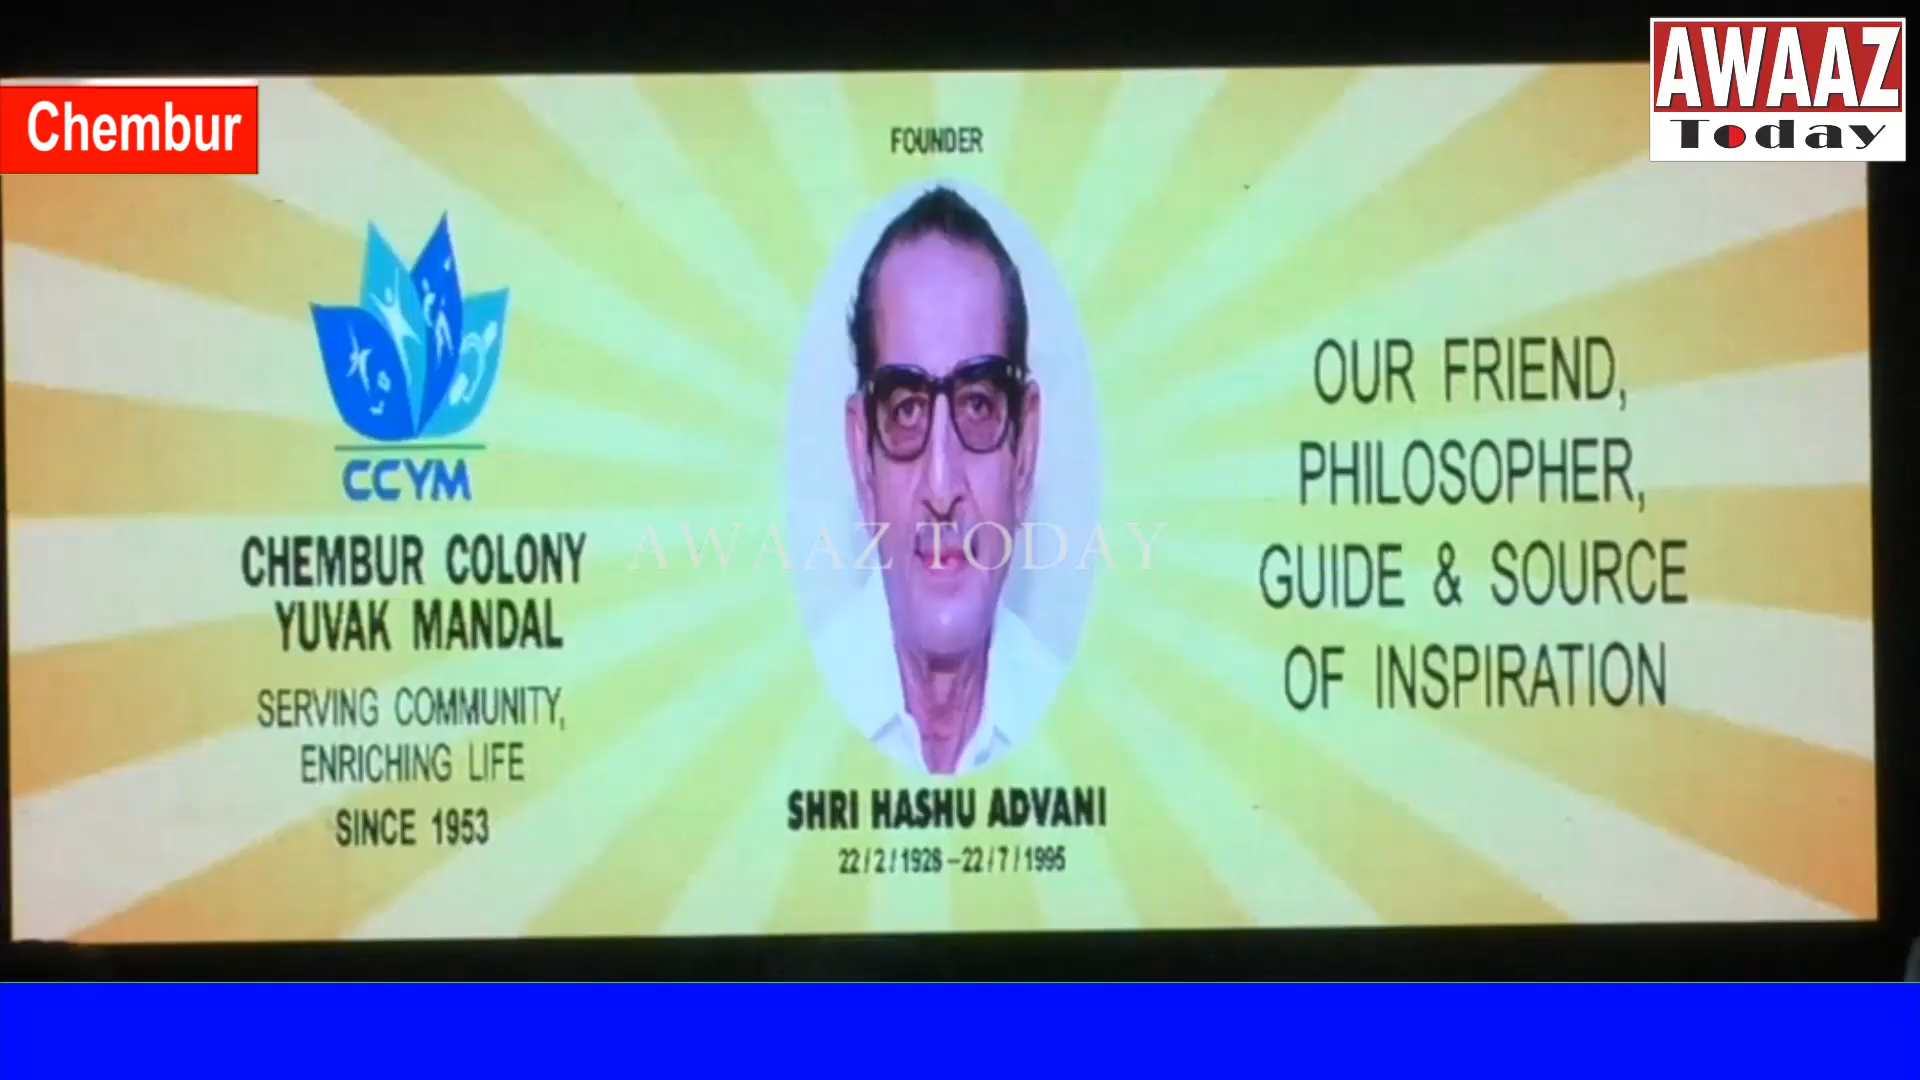 Chembur
AWAAZ
Today
FOUNDER
CCYM
CHEMBUR COLONY
YUVAK MANDAL
SERVING COMMUNITY,
ENRICHING LIFE
SINCE 1953
AWAAZ TODAY
SHRI HASHU ADVANI
22/2/1926 – 22/7/1995
OUR FRIEND,
PHILOSOPHER,
GUIDE & SOURCE
OF INSPIRATION